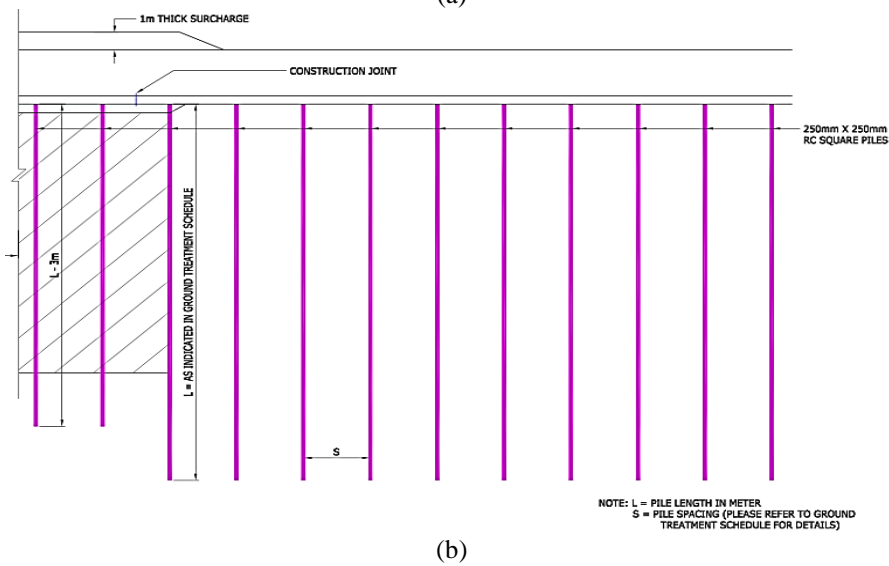 (a)
1m THICK SURCHARGE
CONSTRUCTION JOINT
250mm X 250mm
RC SQUARE PILES
L - 3m
L = AS INDICATED IN GROUND TREATMENT SCHEDULE
S
NOTE: L = PILE LENGTH IN METER
S = PILE SPACING (PLEASE REFER TO GROUND
TREATMENT SCHEDULE FOR DETAILS)
(b)